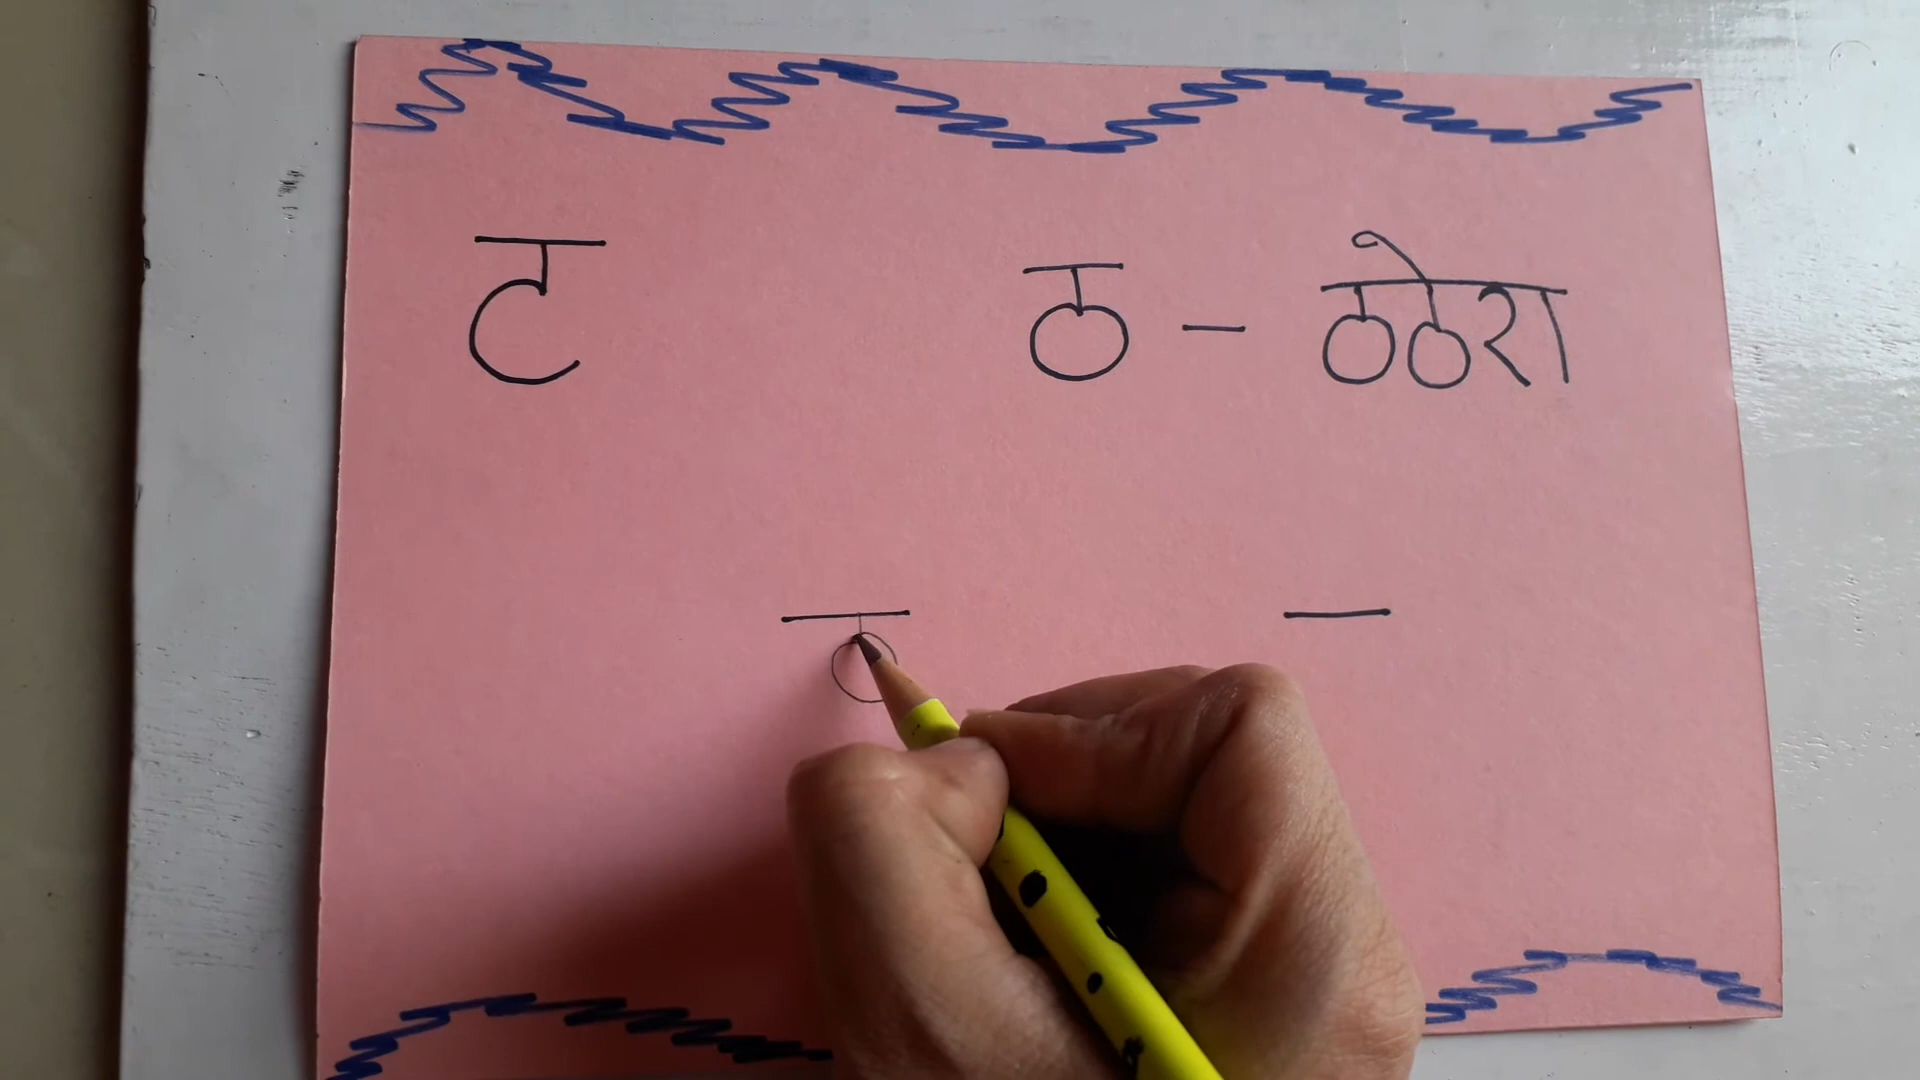 ट ठ – ठठेरा
ठ –